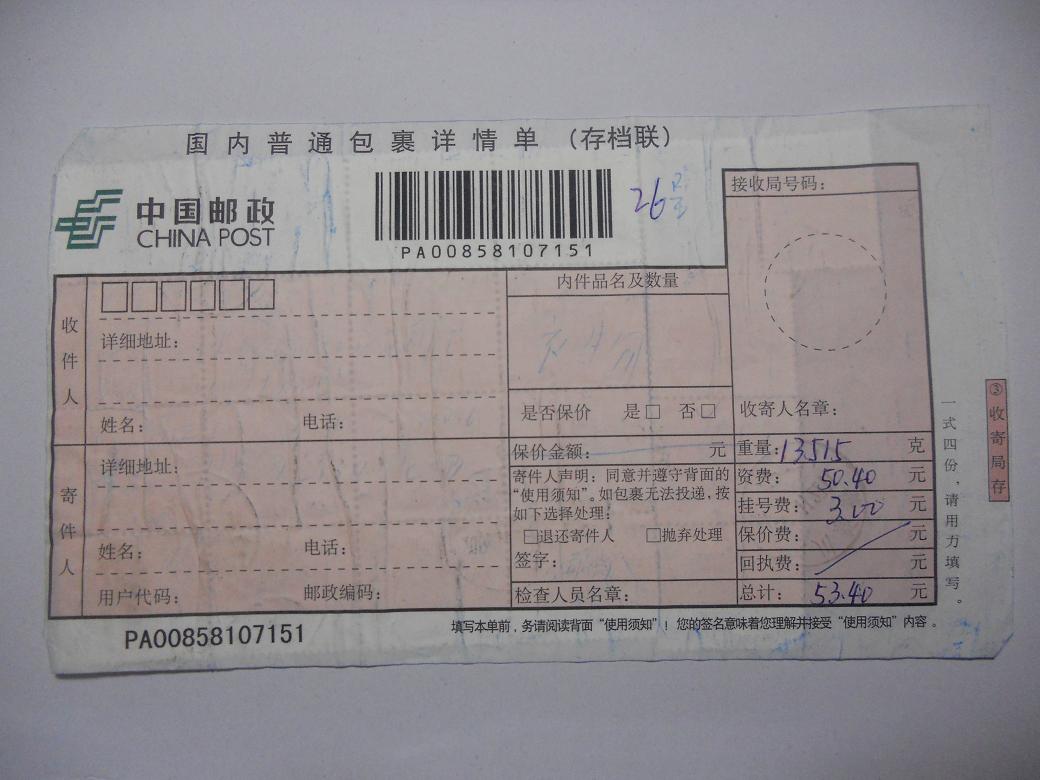 国内普通包裹详情单（存档联）
中国邮政
CHINA POST
PA00858107151
26
接收局号码：
收件人
详细地址：
姓名：
电话：
内件品名及数量
是否保价 是□ 否□
收寄人名章：
寄件人
详细地址：
姓名：
电话：
用户代码：
邮政编码：
保价金额： 元
寄件人声明：同意并遵守背面的
“使用须知”。如包裹无法投递，按
如下选择处理：
□退还寄件人 □抛弃处理
签字：
检查人员名章：
重量：13515 克
资费：50.40 元
挂号费：3.00 元
保价费： 元
回执费： 元
总计：53.40 元
一式四份，请用力填写。
③收寄局存
PA00858107151
填写本单前，务请阅读背面“使用须知”！您的签名意味着您理解并接受“使用须知”内容。